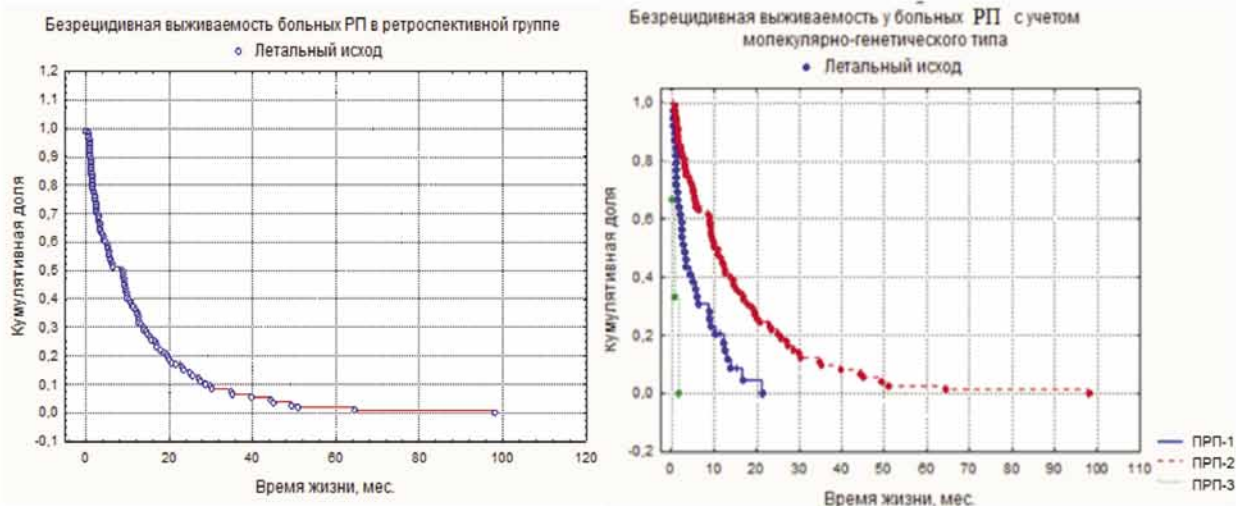 Безрецидивная выживаемость больных РП в ретроспективной группе
Летальный исход
1,2
1,1
1,0
0,9
0,8
0,7
0,6
0,5
0,4
0,3
0,2
0,1
0,0
-0,1
Кумулятивная доля
0 20 40 60 80 100 120
Время жизни, мес.
Безрецидивная выживаемость у больных РП с учетом
молекулярно-генетического типа
Летальный исход
1,0
0,8
0,6
0,4
0,2
0,0
-0,2
Кумулятивная доля
0 10 20 30 40 50 60 70 80 90 100 110
Время жизни, мес.
ПРП-1
ПРП-2
ПРП-3